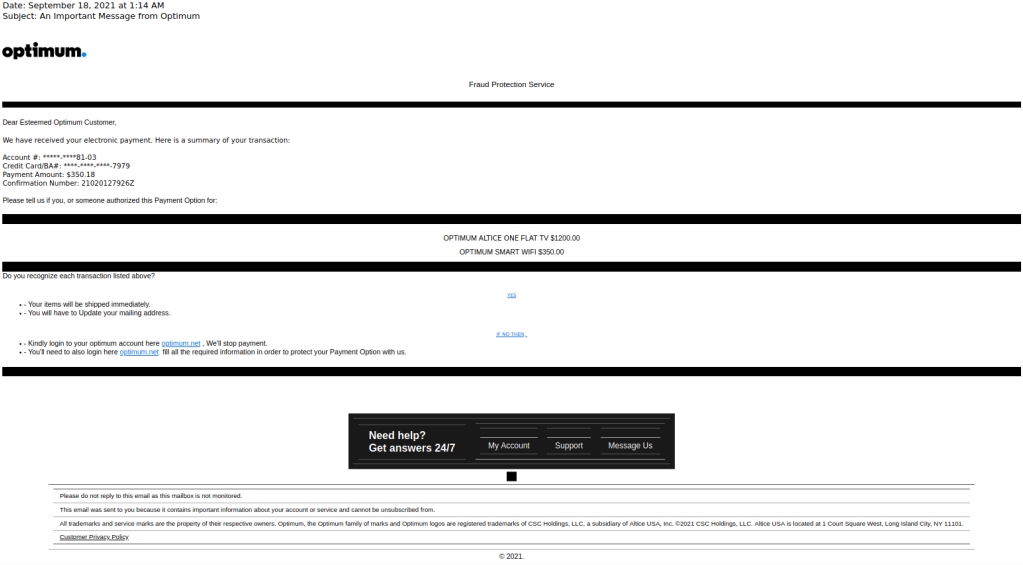 Date: September 18, 2021 at 1:14 AM
Subject: An Important Message from Optimum
optimum.
Fraud Protection Service
Dear Esteemed Optimum Customer,
We have received your electronic payment. Here is a summary of your transaction:
Account #: *****-****81-03
Credit Card/BA#: ****-****-****-7979
Payment Amount: $350.18
Confirmation Number: 21020127926Z
Please tell us if you, or someone authorized this Payment Option for:
OPTIMUM ALTICE ONE FLAT TV $1200.00
OPTIMUM SMART WIFI $350.00
Do you recognize each transaction listed above?
YES
• - Your items will be shipped immediately.
• - You will have to Update your mailing address.
IF NO THEN,
• - Kindly login to your optimum account here optimum.net , We'll stop payment.
• - You'll need to also login here optimum.net fill all the required information in order to protect your Payment Option with us.
Need help?
Get answers 24/7
My Account Support Message Us
Please do not reply to this email as this mailbox is not monitored.
This email was sent to you because it contains important information about your account or service and cannot be unsubscribed from.
All trademarks and service marks are the property of their respective owners. Optimum, the Optimum family of marks and Optimum logos are registered trademarks of CSC Holdings, LLC, a subsidiary of Altice USA, Inc. ©2021 CSC Holdings, LLC. Altice USA is located at 1 Court Square West, Long Island City, NY 11101.
Customer Privacy Policy
© 2021.